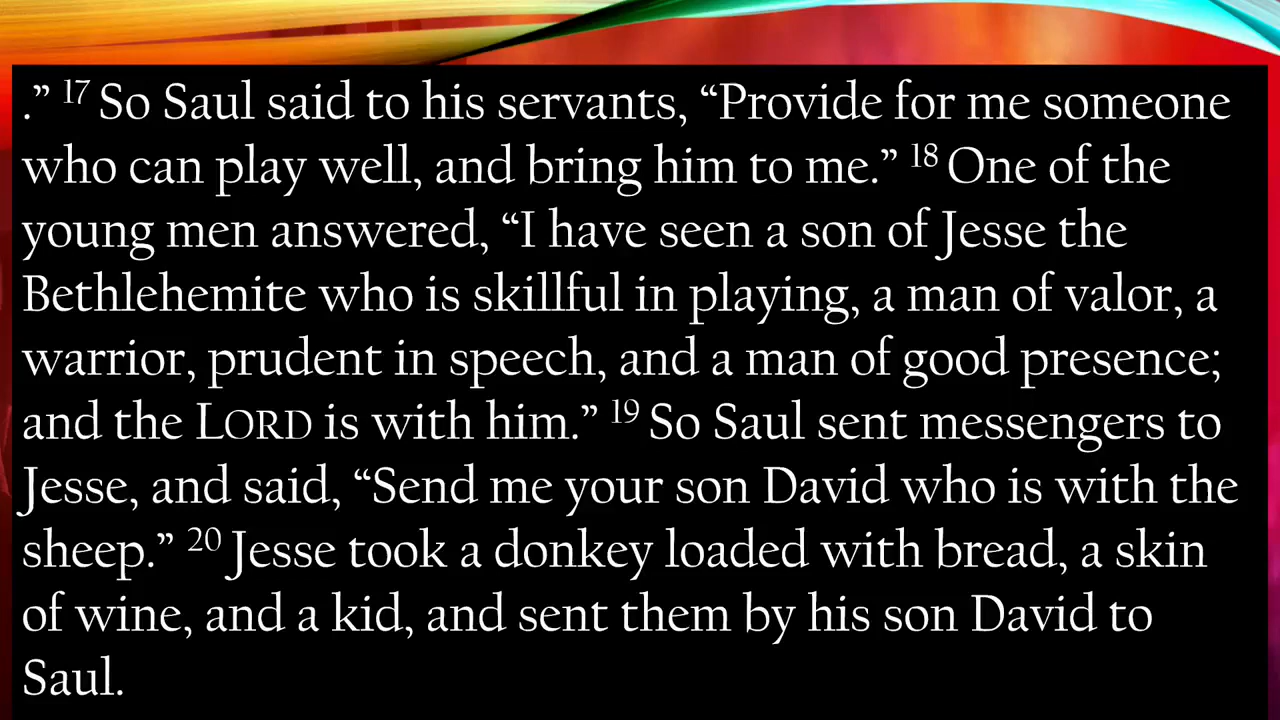 .” 17 So Saul said to his servants, “Provide for me someone
who can play well, and bring him to me.” 18 One of the
young men answered, “I have seen a son of Jesse the
Bethlehemite who is skillful in playing, a man of valor, a
warrior, prudent in speech, and a man of good presence;
and the LORD is with him.” 19 So Saul sent messengers to
Jesse, and said, “Send me your son David who is with the
sheep.” 20 Jesse took a donkey loaded with bread, a skin
of wine, and a kid, and sent them by his son David to
Saul.